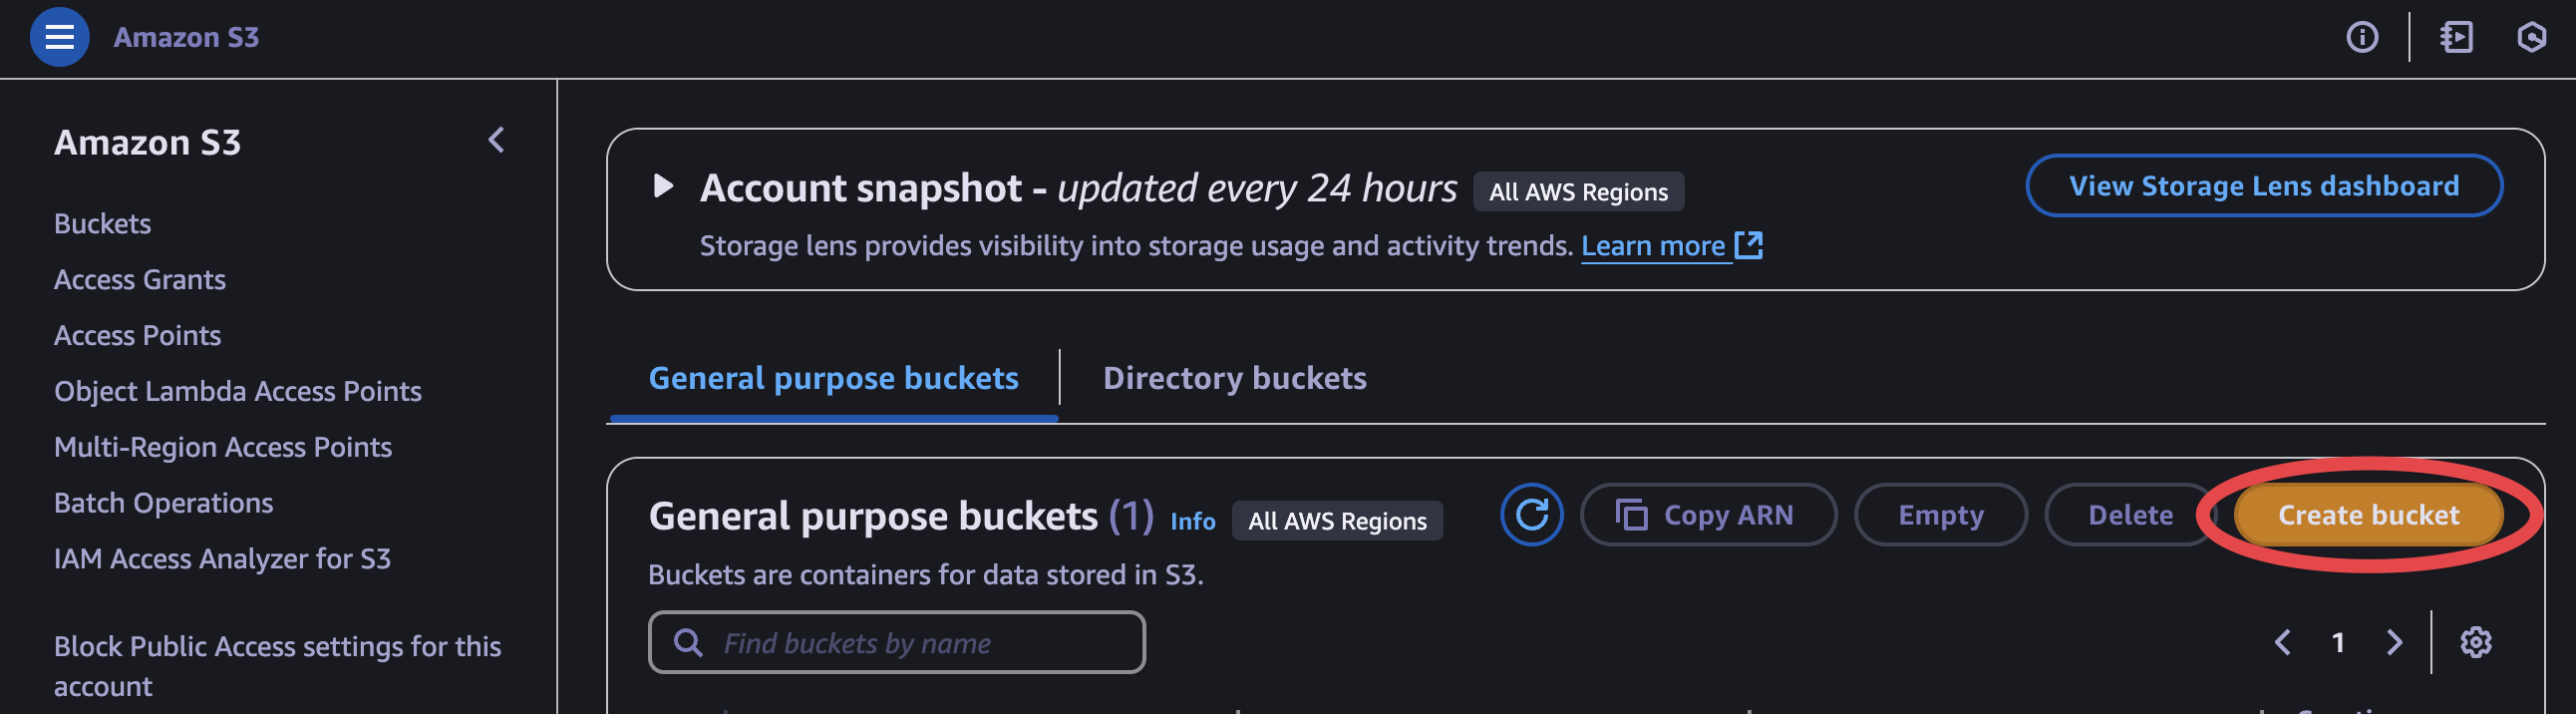 Amazon S3
Amazon S3
Buckets
Access Grants
Access Points
Object Lambda Access Points
Multi-Region Access Points
Batch Operations
IAM Access Analyzer for S3
Block Public Access settings for this
account
Account snapshot - updated every 24 hours All AWS Regions
View Storage Lens dashboard
Storage lens provides visibility into storage usage and activity trends. Learn more
General purpose buckets
Directory buckets
General purpose buckets (1) Info All AWS Regions
Copy ARN
Empty
Delete
Create bucket
Buckets are containers for data stored in S3.
Find buckets by name
1